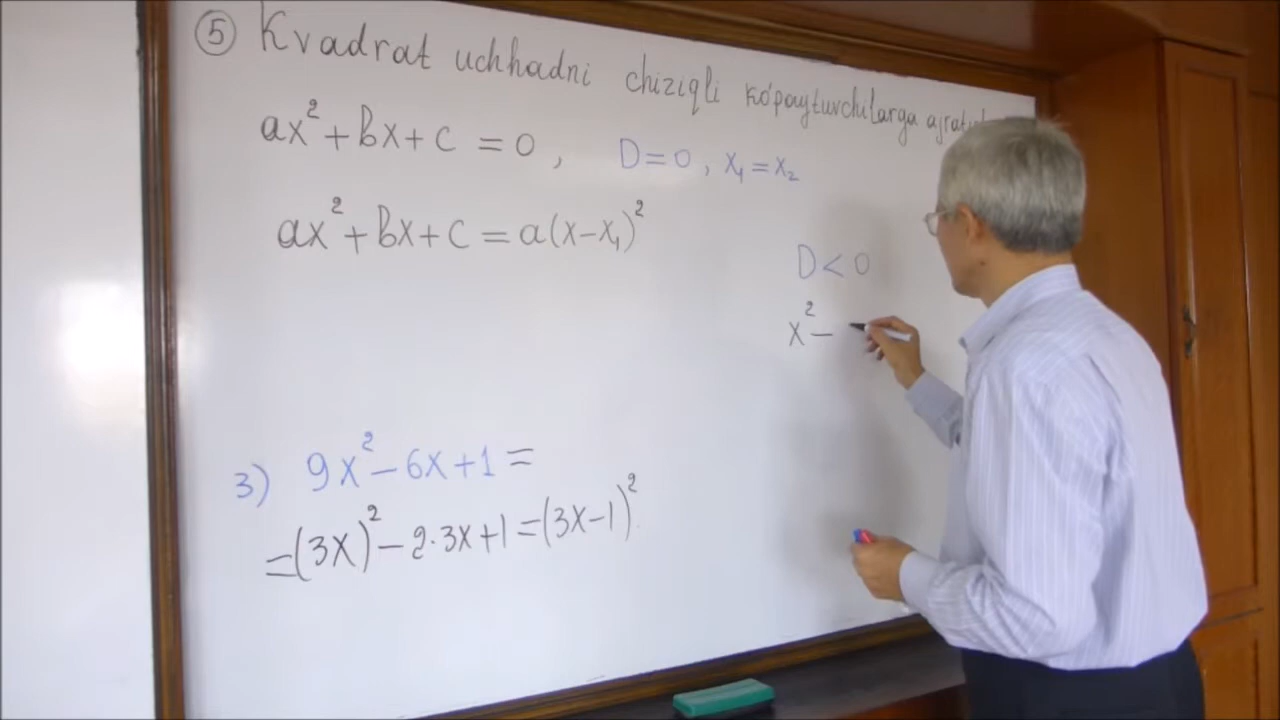 ⑤ Kvadrat uchhadni chiziqli ko'paytuvchilarga
ax² + bx + c = 0, D = 0, x₁ = x₂
ax² + bx + c = a(x - x₁)²
D < 0
x² -
3) 9x² - 6x + 1 =
= (3x)² - 2·3x + 1 = (3x - 1)²